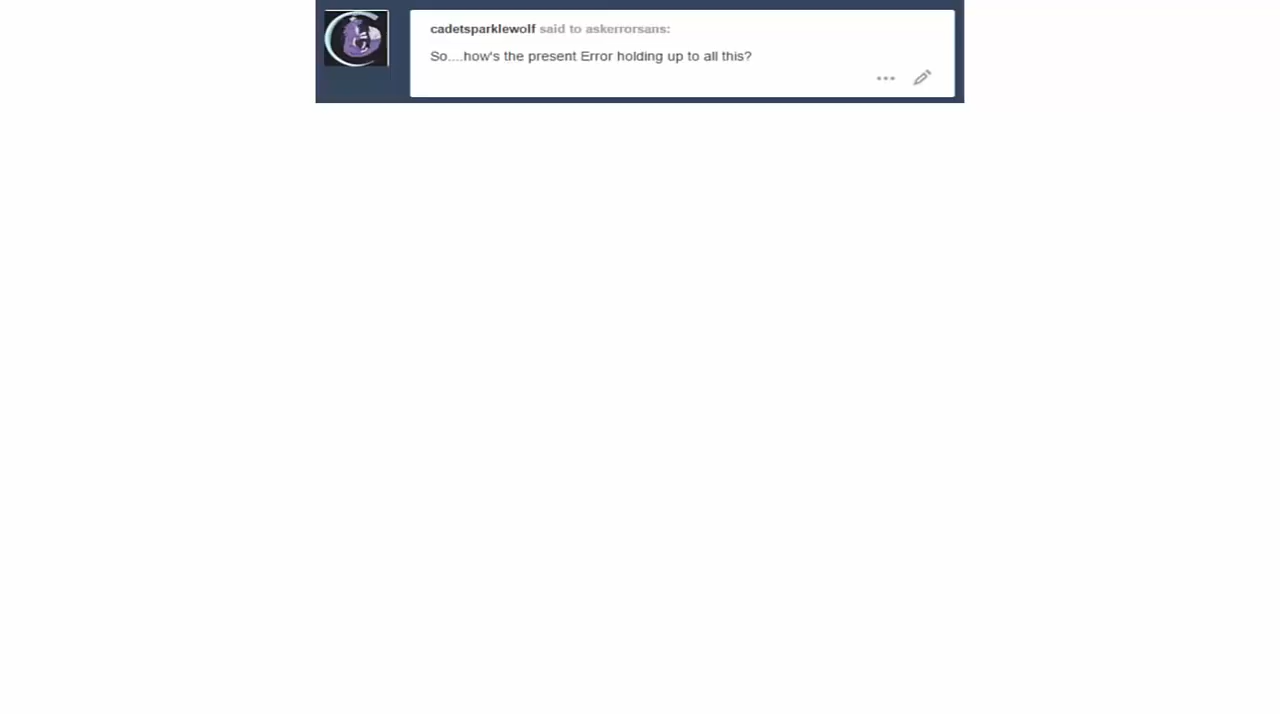 cadetsparklewolf said to askerrorsans:
So....how's the present Error holding up to all this?